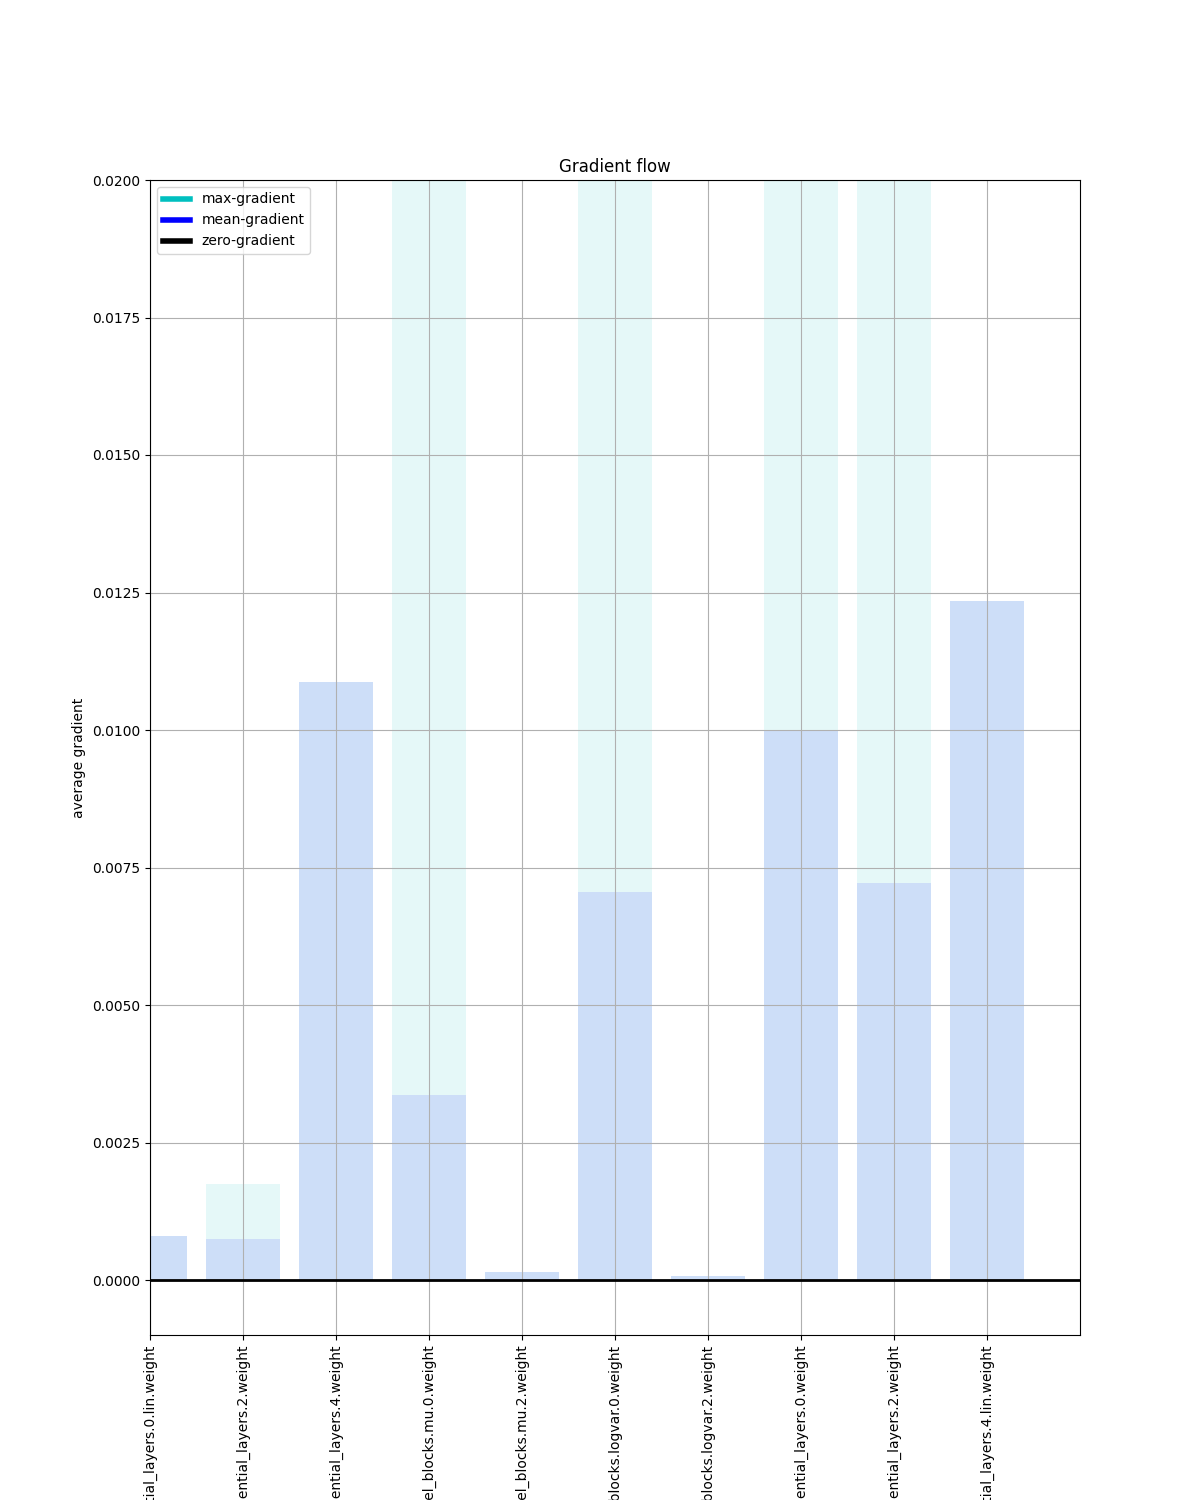 Gradient flow
max-gradient
mean-gradient
zero-gradient
0.0200
0.0175
0.0150
0.0125
0.0100
0.0075
0.0050
0.0025
0.0000
average gradient
tial_layers.0.lin.weight
ential_layers.2.weight
ential_layers.4.weight
el_blocks.mu.0.weight
el_blocks.mu.2.weight
blocks.logvar.0.weight
blocks.logvar.2.weight
ential_layers.0.weight
ential_layers.2.weight
tial_layers.4.lin.weight